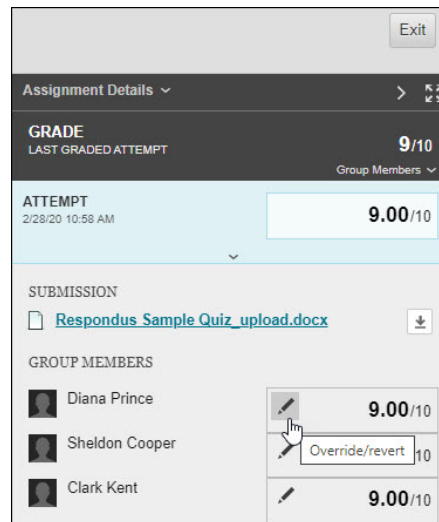 Exit
Assignment Details
GRADE
LAST GRADED ATTEMPT
9/10
Group Members
ATTEMPT
2/28/20 10:58 AM
9.00/10
SUBMISSION
Respondus Sample Quiz_upload.docx
GROUP MEMBERS
Diana Prince
9.00/10
Sheldon Cooper
Override/revert
10
Clark Kent
9.00/10